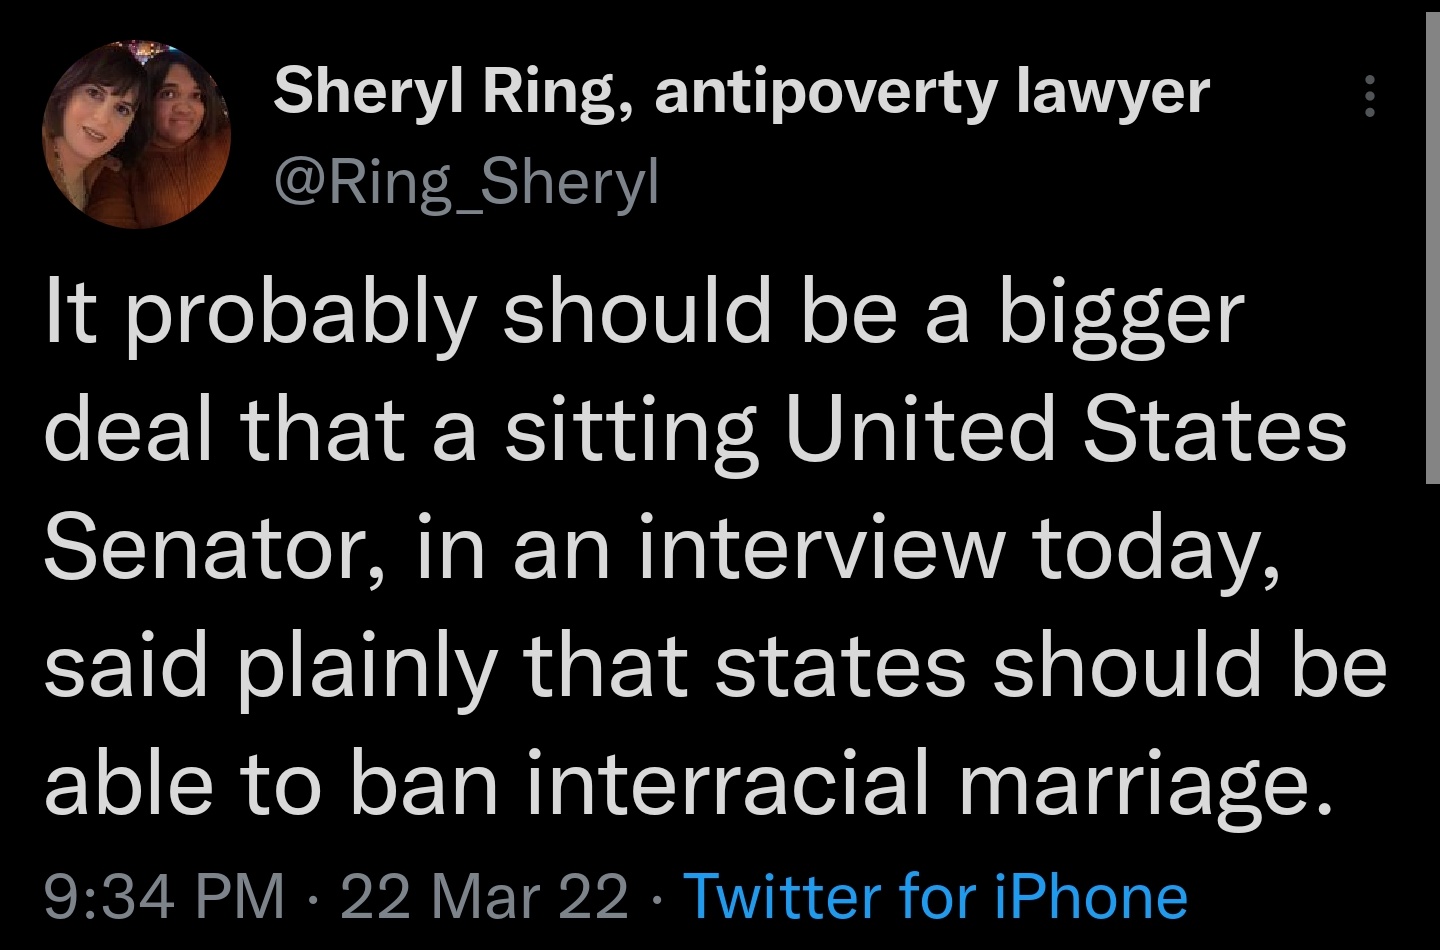 Sheryl Ring, antipoverty lawyer
@Ring_Sheryl
It probably should be a bigger
deal that a sitting United States
Senator, in an interview today,
said plainly that states should be
able to ban interracial marriage.
9:34 PM · 22 Mar 22 · Twitter for iPhone